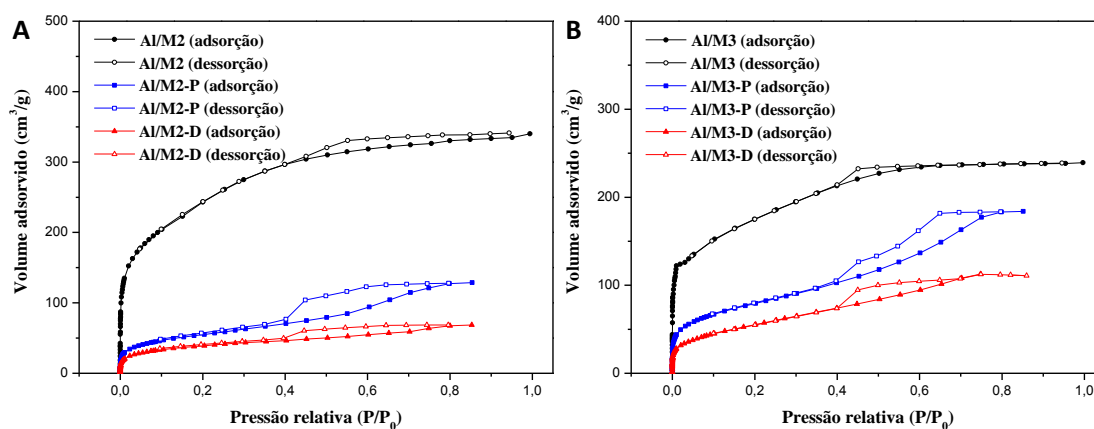 A
Al/M2 (adsorção)
Al/M2 (dessorção)
Al/M2-P (adsorção)
Al/M2-P (dessorção)
Al/M2-D (adsorção)
Al/M2-D (dessorção)
Volume adsorvido (cm³/g)
500
400
300
200
100
0
0,0 0,2 0,4 0,6 0,8 1,0
Pressão relativa (P/P₀)
B
Al/M3 (adsorção)
Al/M3 (dessorção)
Al/M3-P (adsorção)
Al/M3-P (dessorção)
Al/M3-D (adsorção)
Al/M3-D (dessorção)
Volume adsorvido (cm³/g)
400
300
200
100
0
0,0 0,2 0,4 0,6 0,8 1,0
Pressão relativa (P/P₀)